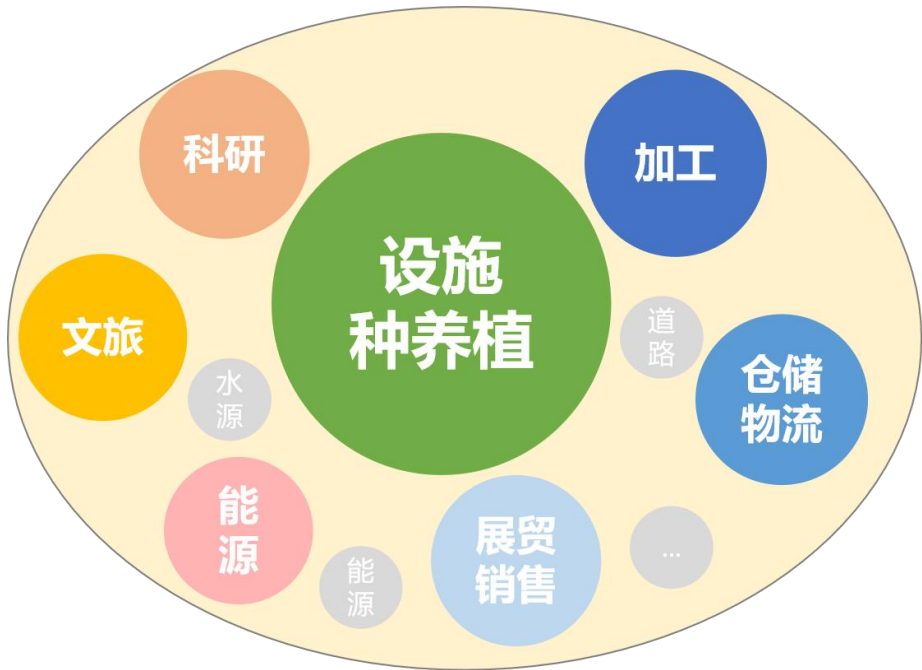 科研
加工
设施
种养植
文旅
道
路
水
源
仓储
物流
能
源
展贸
销售
能
源
...